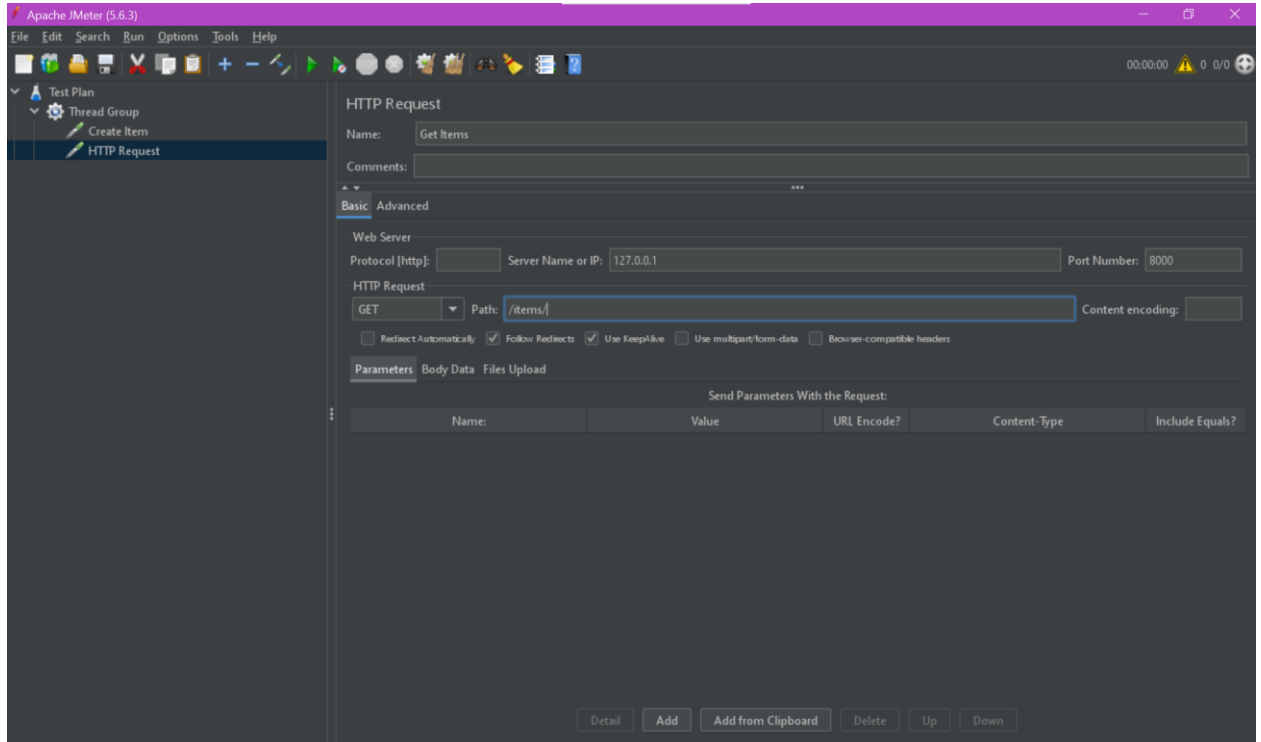 Apache JMeter (5.6.3)
File Edit Search Run Options Tools Help
00:00:00 0 0/0
Test Plan
Thread Group
Create Item
HTTP Request
HTTP Request
Name: Get Items
Comments:
Basic Advanced
Web Server
Protocol [http]: Server Name or IP: 127.0.0.1 Port Number: 8000
HTTP Request
GET Path: /items/ Content encoding:
Redirect Automatically Follow Redirects Use KeepAlive Use multipart/form-data Browser-compatible headers
Parameters Body Data Files Upload
Send Parameters With the Request:
Name: Value URL Encode? Content-Type Include Equals?
Detail Add Add from Clipboard Delete Up Down